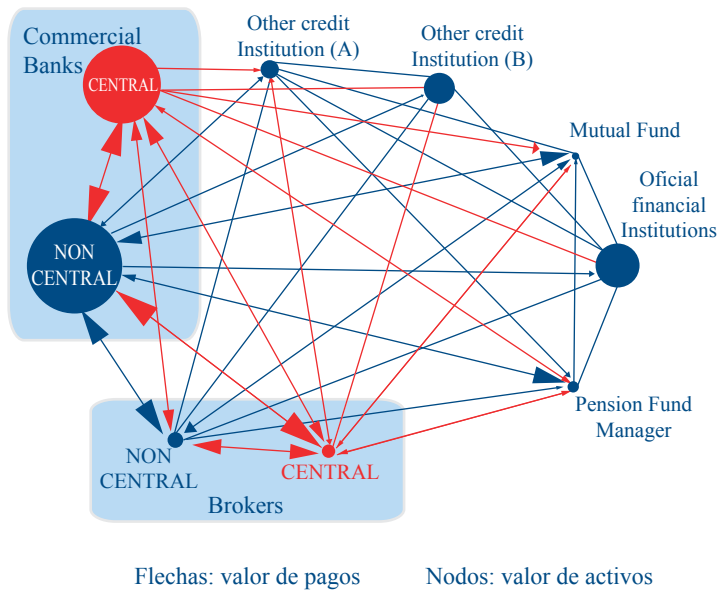 Commercial
Banks
CENTRAL
NON
CENTRAL
Other credit
Institution (A)
Other credit
Institution (B)
Mutual Fund
Oficial
financial
Institutions
Pension Fund
Manager
NON
CENTRAL
CENTRAL
Brokers
Flechas: valor de pagos
Nodos: valor de activos